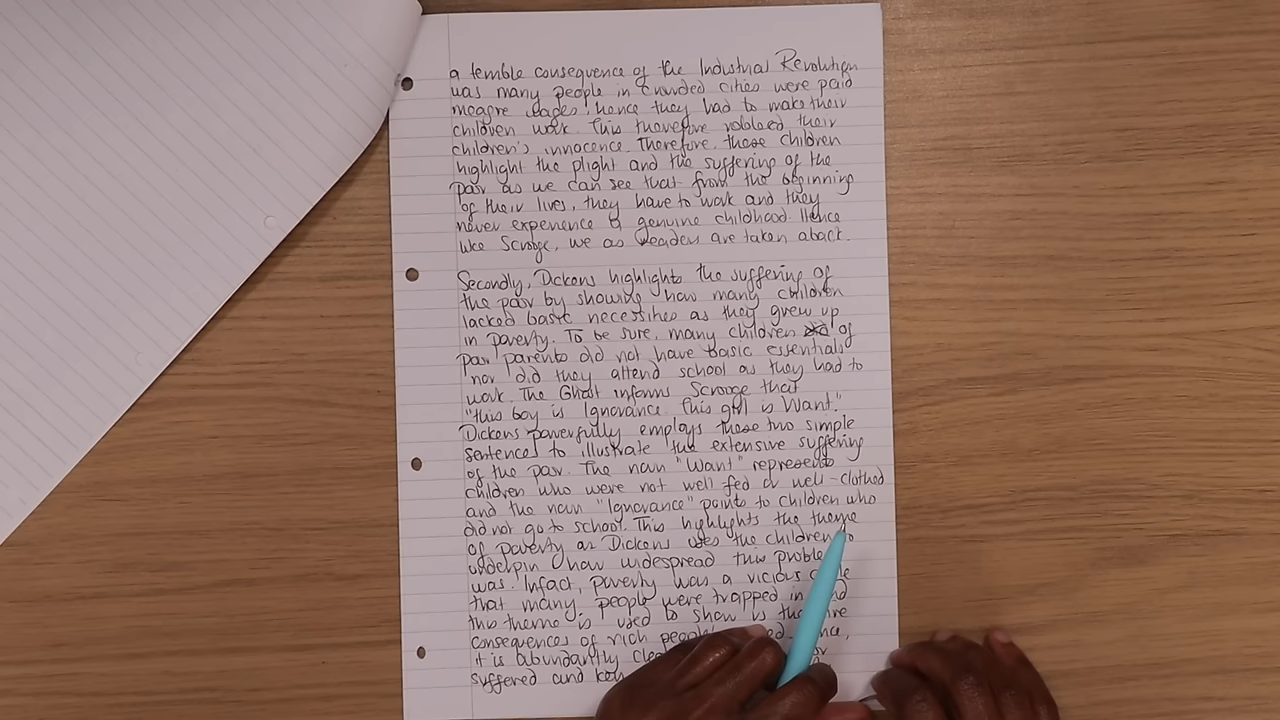 a terrible consequence of the Industrial Revolution
was many people in crowded cities were paid
meagre wages, hence they had to make their
children work. This therefore robbed their
children's innocence. Therefore, these children
highlight the plight and the suffering of the
poor as we can see that from the beginning
of their lives, they have to work and they
never experience a genuine childhood. Hence
like Scrooge, we as readers are taken aback.
Secondly, Dickens highlights the suffering of
the poor by showing how many children
lacked basic necessities as they grew up
in poverty. To be sure, many children of
poor parents did not have basic essentials
nor did they attend school as they had to
work. The Ghost informs Scrooge that
"this boy is Ignorance This girl is Want."
Dickens powerfully employs these two simple
sentences to illustrate the extensive suffering
of the poor. The noun "Want" represents
children who were not well fed or well-clothed
and the noun "Ignorance" points to children who
did not go to school. This highlights the theme
of poverty as Dickens uses the children to
underpin how widespread this
was. Infact, poverty was a vicious
that many people were trapped in
this theme is used to show us the
consequences of rich
it is abundantly
suffered and